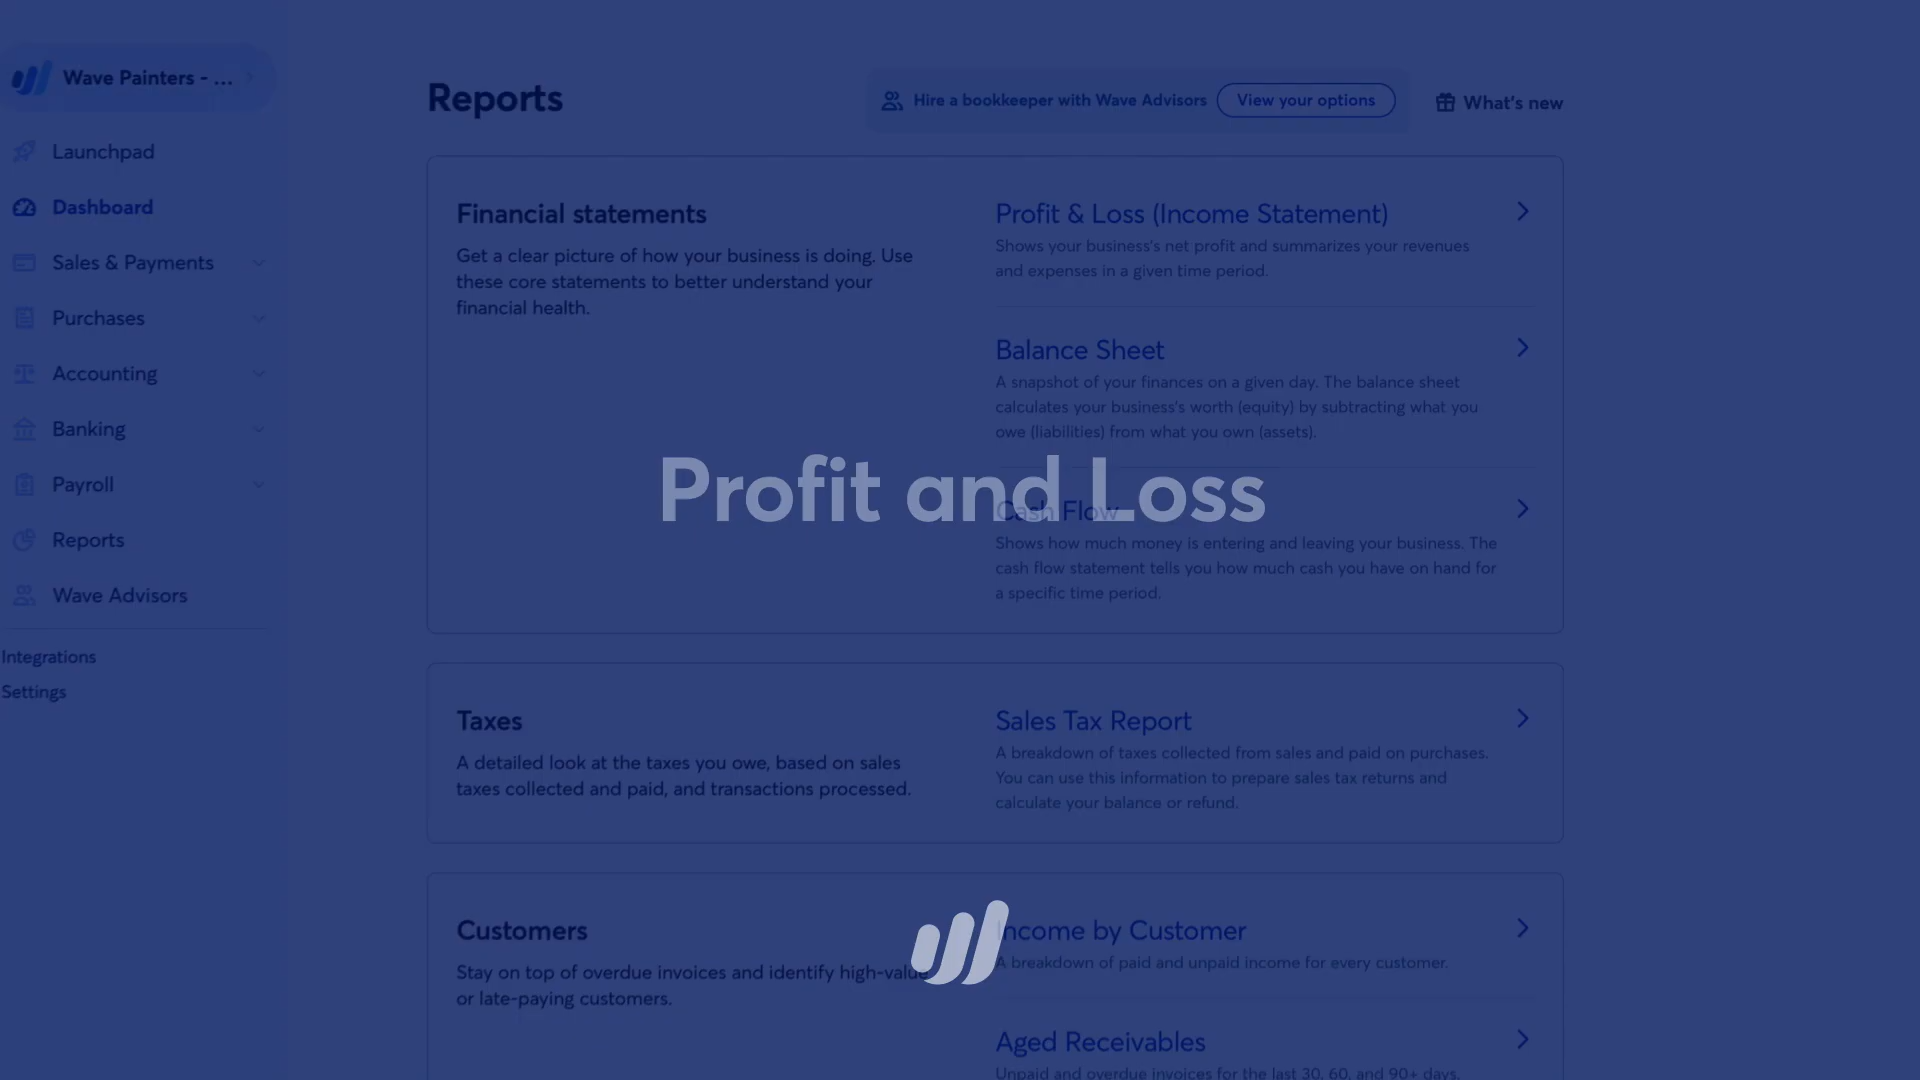 Wave Painters - ...
Launchpad
Dashboard
Sales & Payments
Purchases
Accounting
Banking
Payroll
Reports
Wave Advisors
Integrations
Settings
Reports
Hire a bookkeeper with Wave Advisors
View your options
What's new
Financial statements
Get a clear picture of how your business is doing. Use
these core statements to better understand your
financial health.
Profit & Loss (Income Statement)
Shows your business's net profit and summarizes your revenues
and expenses in a given time period.
Balance Sheet
A snapshot of your finances on a given day. The balance sheet
calculates your business's worth (equity) by subtracting what you
owe (liabilities) from what you own (assets).
Profit and Loss
Cash Flow
Shows how much money is entering and leaving your business. The
cash flow statement tells you how much cash you have on hand for
a specific time period.
Taxes
A detailed look at the taxes you owe, based on sales
taxes collected and paid, and transactions processed.
Sales Tax Report
A breakdown of taxes collected from sales and paid on purchases.
You can use this information to prepare sales tax returns and
calculate your balance or refund.
Customers
Stay on top of overdue invoices and identify high-value
or late-paying customers.
Income by Customer
A breakdown of paid and unpaid income for every customer.
Aged Receivables
Unpaid and overdue invoices for the last 30, 60, and 90+ days.